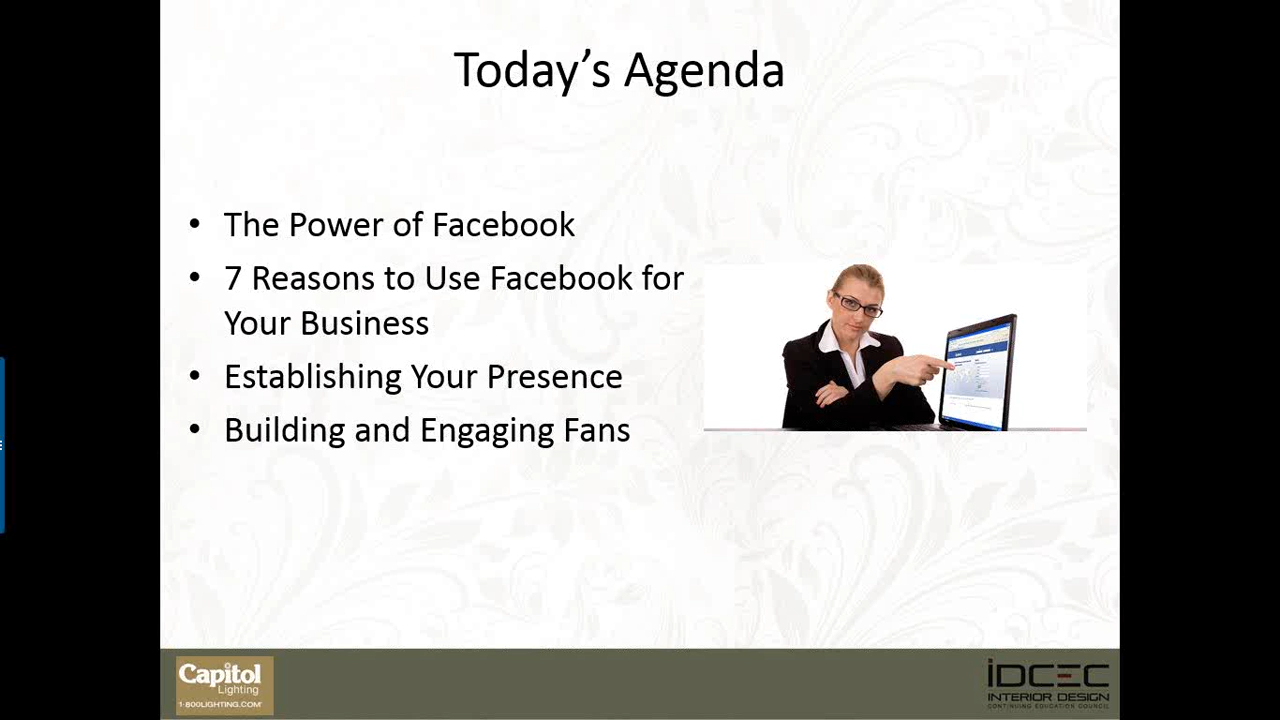 Today's Agenda
• The Power of Facebook
• 7 Reasons to Use Facebook for
Your Business
• Establishing Your Presence
• Building and Engaging Fans
Capitol
Lighting
1·800LIGHTING.COM
IDCEC
INTERIOR DESIGN
CONTINUING EDUCATION COUNCIL